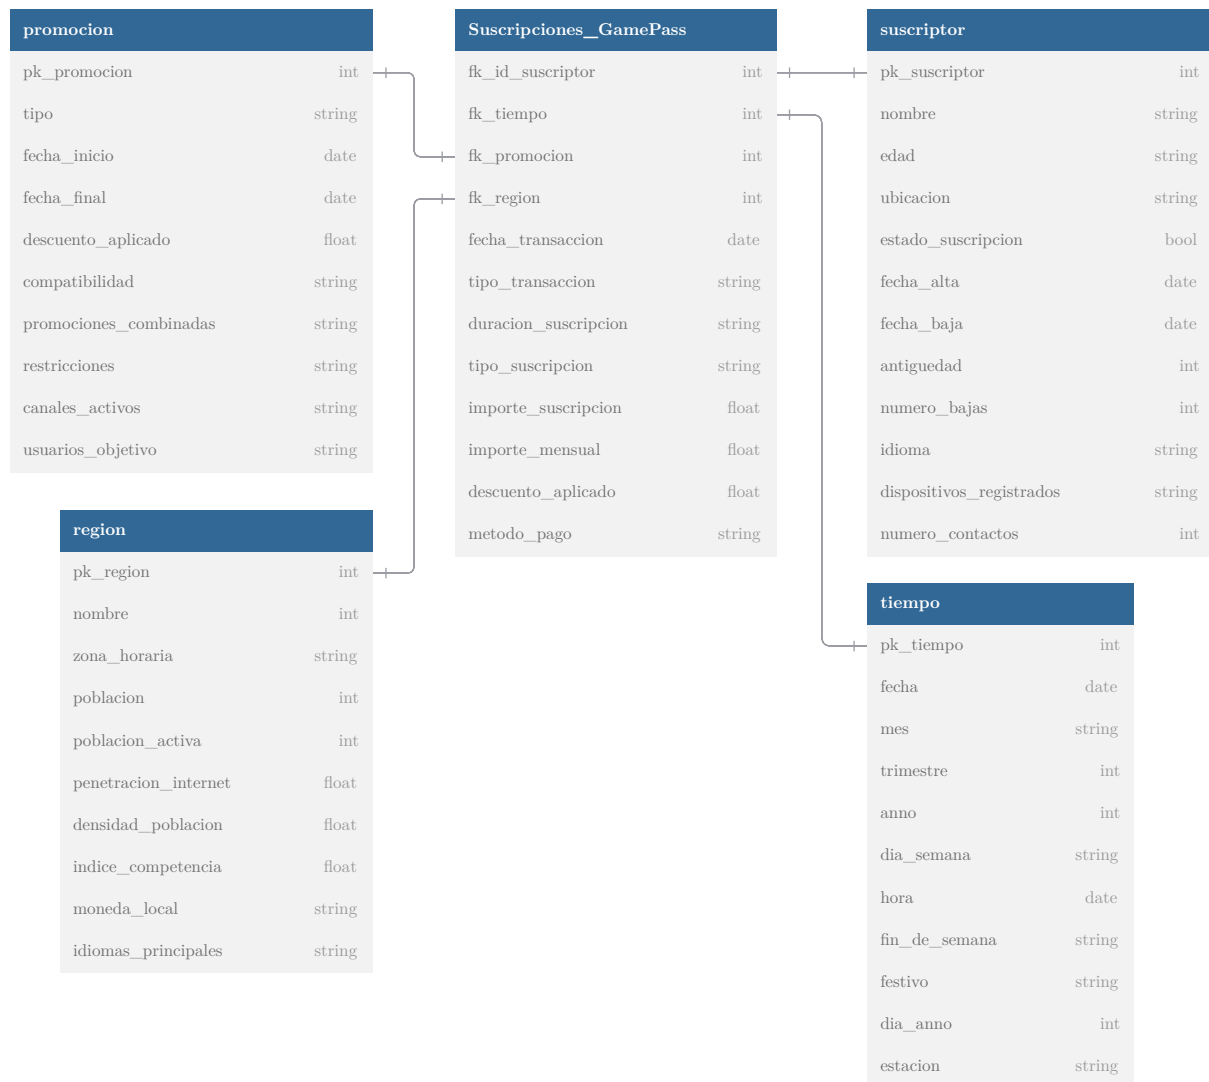 promocion
pk_promocion int
tipo string
fecha_inicio date
fecha_final date
descuento_aplicado float
compatibilidad string
promociones_combinadas string
restricciones string
canales_activos string
usuarios_objetivo string
region
pk_region int
nombre int
zona_horaria string
poblacion int
poblacion_activa int
penetracion_internet float
densidad_poblacion float
indice_competencia float
moneda_local string
idiomas_principales string
Suscripciones_GamePass
fk_id_suscriptor int
fk_tiempo int
fk_promocion int
fk_region int
fecha_transaccion date
tipo_transaccion string
duracion_suscripcion string
tipo_suscripcion string
importe_suscripcion float
importe_mensual float
descuento_aplicado float
metodo_pago string
suscriptor
pk_suscriptor int
nombre string
edad string
ubicacion string
estado_suscripcion bool
fecha_alta date
fecha_baja date
antiguedad int
numero_bajas int
idioma string
dispositivos_registrados string
numero_contactos int
tiempo
pk_tiempo int
fecha date
mes string
trimestre int
anno int
dia_semana string
hora date
fin_de_semana string
festivo string
dia_anno int
estacion string